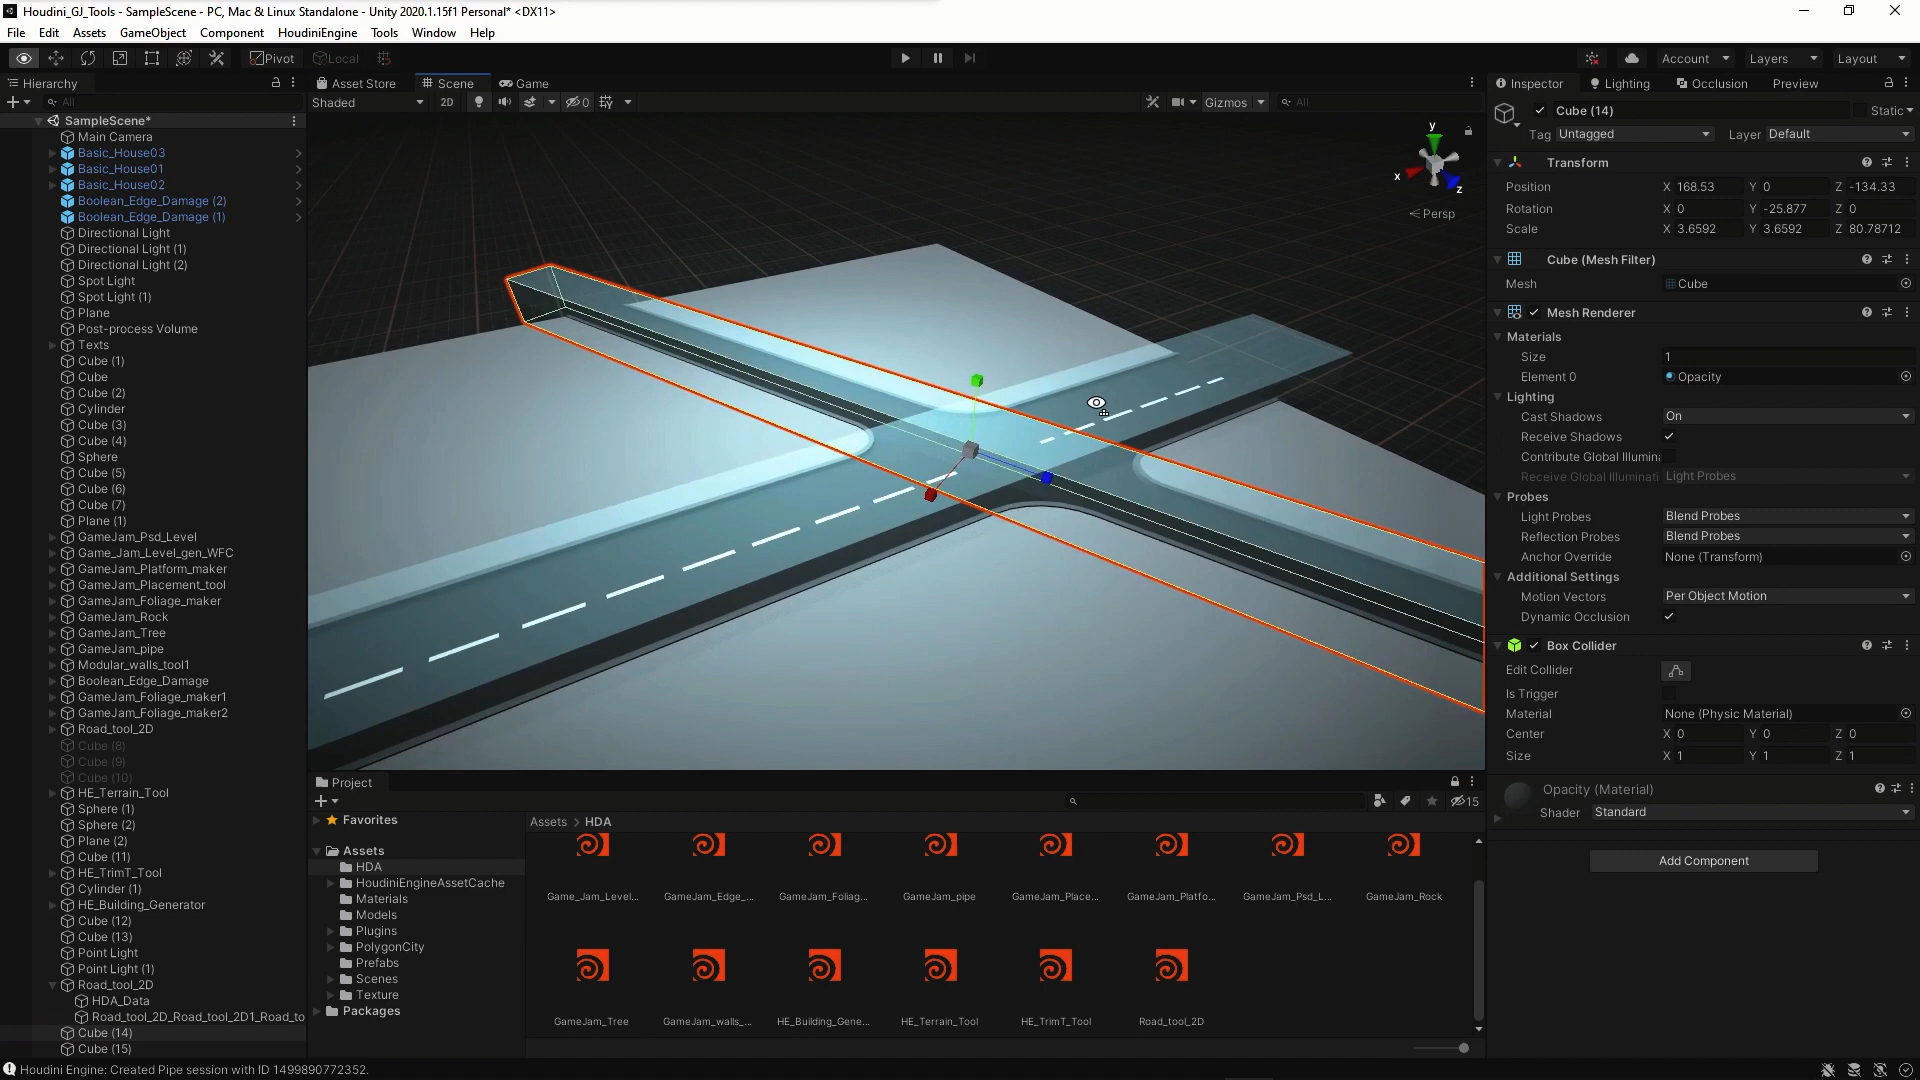 Houdini_GJ_Tools - SampleScene - PC, Mac & Linux Standalone - Unity 2020.1.15f1 Personal* <DX11>
File Edit Assets GameObject Component HoudiniEngine Tools Window Help
Pivot Local Account Layers Layout
Hierarchy
All
SampleScene*
Main Camera
Basic_House03
Basic_House01
Basic_House02
Boolean_Edge_Damage (2)
Boolean_Edge_Damage (1)
Directional Light
Directional Light (1)
Directional Light (2)
Spot Light
Spot Light (1)
Plane
Post-process Volume
Texts
Cube (1)
Cube
Cube (2)
Cylinder
Cube (3)
Cube (4)
Sphere
Cube (5)
Cube (6)
Cube (7)
Plane (1)
GameJam_Psd_Level
Game_Jam_Level_gen_WFC
GameJam_Platform_maker
GameJam_Placement_tool
GameJam_Foliage_maker
GameJam_Rock
GameJam_Tree
GameJam_pipe
Modular_walls_tool1
Boolean_Edge_Damage
GameJam_Foliage_maker1
GameJam_Foliage_maker2
Road_tool_2D
Cube (8)
Cube (9)
Cube (10)
HE_Terrain_Tool
Sphere (1)
Sphere (2)
Plane (2)
Cube (11)
HE_TrimT_Tool
Cylinder (1)
HE_Building_Generator
Cube (12)
Cube (13)
Point Light
Point Light (1)
Road_tool_2D
HDA_Data
Road_tool_2D_Road_tool_2D1_Road_to
Cube (14)
Cube (15)
Asset Store Scene Game
Shaded 2D 0 Gizmos All
y
x
z
Persp
Project
15
Favorites
Assets
HDA
HoudiniEngineAssetCache
Materials
Models
Plugins
PolygonCity
Prefabs
Scenes
Texture
Packages
Assets > HDA
Game_Jam_Level... GameJam_Edge_... GameJam_Foliag... GameJam_pipe GameJam_Place... GameJam_Platfo... GameJam_Psd_L... GameJam_Rock
GameJam_Tree GameJam_walls_... HE_Building_Gene... HE_Terrain_Tool HE_TrimT_Tool Road_tool_2D
Inspector Lighting Occlusion Preview
Cube (14) Static
Tag Untagged Layer Default
Transform
Position X 168.53 Y 0 Z -134.33
Rotation X 0 Y -25.877 Z 0
Scale X 3.6592 Y 3.6592 Z 80.78712
Cube (Mesh Filter)
Mesh Cube
Mesh Renderer
Materials
Size 1
Element 0 Opacity
Lighting
Cast Shadows On
Receive Shadows
Contribute Global Illumina
Receive Global Illuminati Light Probes
Probes
Light Probes Blend Probes
Reflection Probes Blend Probes
Anchor Override None (Transform)
Additional Settings
Motion Vectors Per Object Motion
Dynamic Occlusion
Box Collider
Edit Collider
Is Trigger
Material None (Physic Material)
Center X 0 Y 0 Z 0
Size X 1 Y 1 Z 1
Opacity (Material)
Shader Standard
Add Component
Houdini Engine: Created Pipe session with ID 1499890772352.